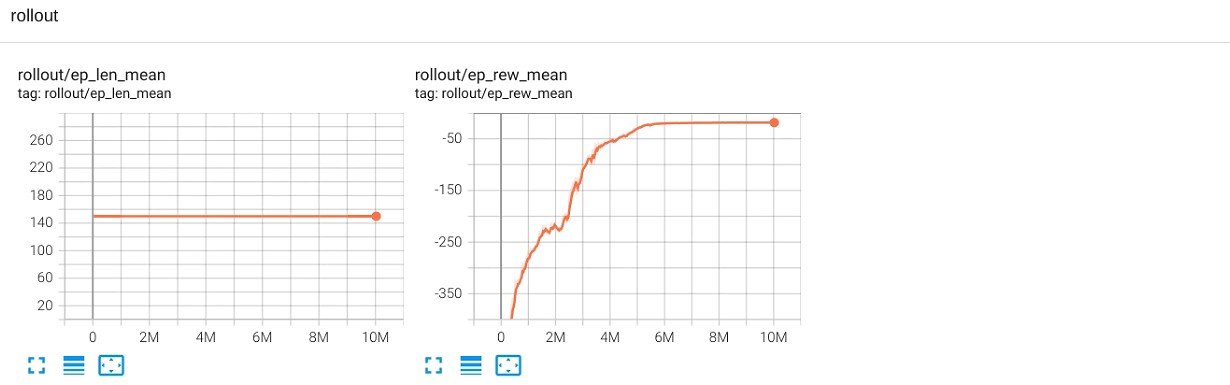 rollout
rollout/ep_len_mean
tag: rollout/ep_len_mean
260
220
180
140
100
60
20
0 2M 4M 6M 8M 10M
rollout/ep_rew_mean
tag: rollout/ep_rew_mean
-50
-150
-250
-350
0 2M 4M 6M 8M 10M